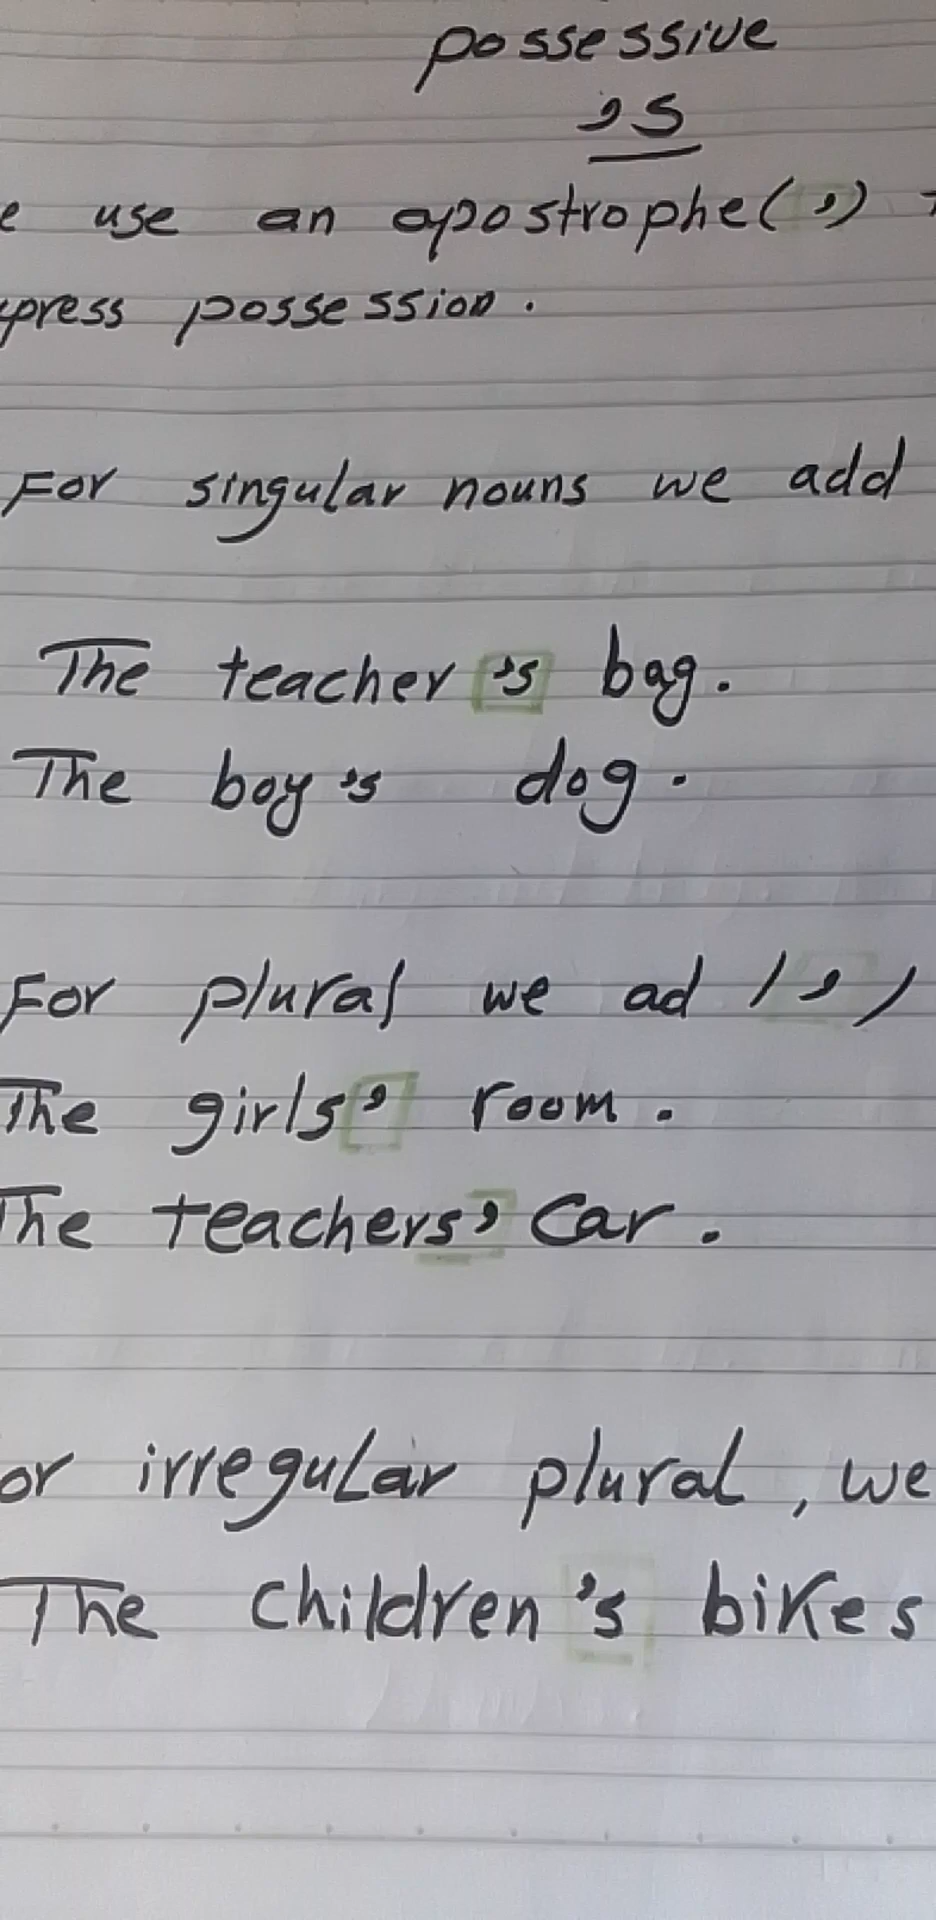 possessive
's
e use an apostrophe(')
press possession.
For singular nouns we add
The teacher's bag.
The boy's dog.
For plural we ad (')
The girls' room.
The teachers' car.
or irregular plural, we
The children's bikes